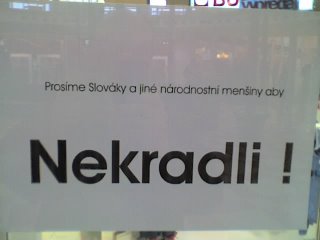 Prosíme Slováky a jiné národnostní menšiny aby
Nekradli !